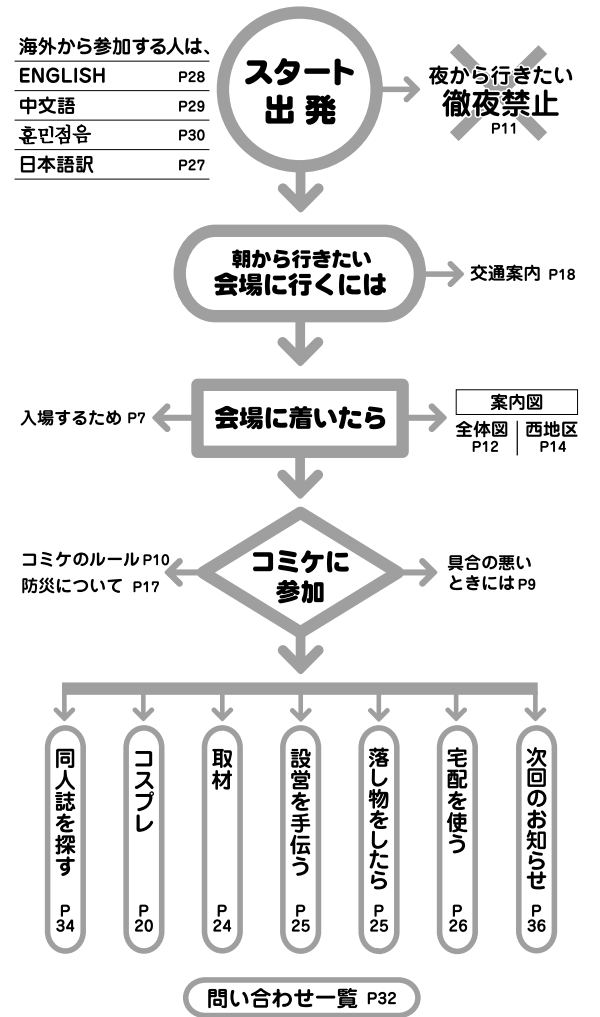 海外から参加する人は、
ENGLISH P28
中文語 P29
훈민점음 P30
日本語訳 P27
スタート
出発
夜から行きたい
徹夜禁止
P11
朝から行きたい
会場に行くには
交通案内 P18
入場するため P7
会場に着いたら
案内図
全体図 西地区
P12 P14
コミケのルール P10
防災について P17
コミケに
参加
具合の悪い
ときには P9
同人誌を探す P34
コスプレ P20
取材 P24
設営を手伝う P25
落し物をしたら P25
宅配を使う P26
次回のお知らせ P36
問い合わせ一覧 P32